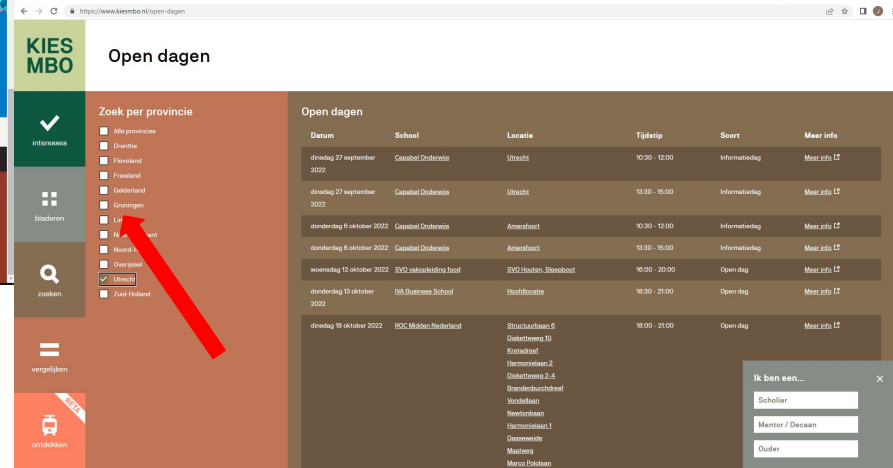 https://www.kiesmbo.nl/open-dagen
KIES
MBO
Open dagen
interesses
bladeren
zoeken
vergelijken
BETA
ontdekken
Zoek per provincie
Alle provincies
Drenthe
Flevoland
Friesland
Gelderland
Groningen
Overijssel
Utrecht
Zuid-Holland
Open dagen
Datum School Locatie Tijdstip Soort Meer info
dinsdag 27 september Capabel Onderwijs Utrecht 10:30 - 12:00 Informatiedag Meer info
2022
dinsdag 27 september Capabel Onderwijs Utrecht 13:30 - 15:00 Informatiedag Meer info
2022
donderdag 6 oktober 2022 Capabel Onderwijs Amersfoort 10:30 - 12:00 Informatiedag Meer info
donderdag 6 oktober 2022 Capabel Onderwijs Amersfoort 13:30 - 15:00 Informatiedag Meer info
woensdag 12 oktober 2022 SVO vakopleiding food SVO Houten, Sleepboot 16:00 - 20:00 Open dag Meer info
donderdag 13 oktober IVA Business School Hoofdlocatie 18:30 - 21:00 Open dag Meer info
2022
dinsdag 18 oktober 2022 ROC Midden Nederland Structuurbaan 6 18:00 - 21:00 Open dag Meer info
Disketteweg 10
Kretadreef
Harmonielaan 2
Disketteweg 2-4
Brandenburchdreef
Vondellaan
Newtonbaan
Harmonielaan 1
Daaseweide
Maatweg
Marco Pololaan
Ik ben een...
Scholier
Mentor / Decaan
Ouder